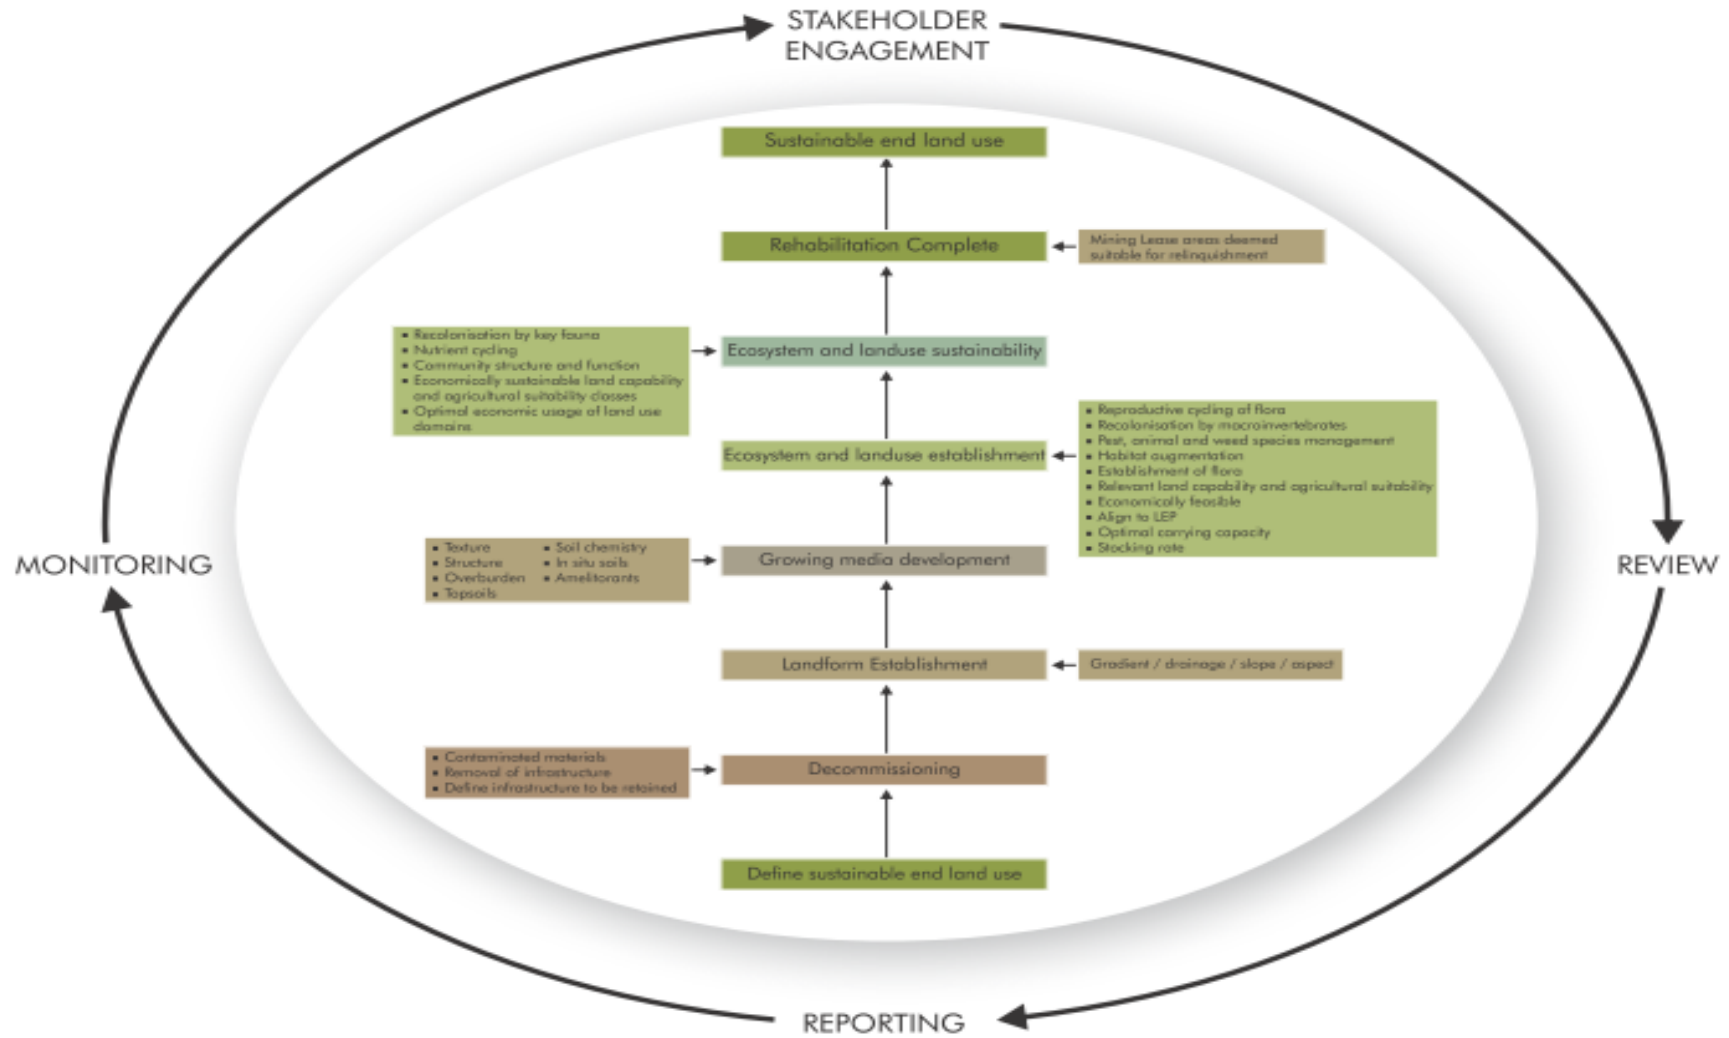 STAKEHOLDER
ENGAGEMENT
Sustainable end land use
Rehabilitation Complete
Mining Lease areas deemed
suitable for relinquishment
▪ Recolonisation by key fauna
▪ Nutrient cycling
▪ Community structure and function
▪ Economically sustainable land capability
and agricultural suitability classes
▪ Optimal economic usage of land use
domains
Ecosystem and landuse sustainability
Ecosystem and landuse establishment
▪ Reproductive cycling of flora
▪ Recolonisation by macroinvertebrates
▪ Pest, animal and weed species management
▪ Habitat augmentation
▪ Establishment of flora
▪ Relevant land capability and agricultural suitability
▪ Economically feasible
▪ Align to LEP
▪ Optimal carrying capacity
▪ Stocking rate
MONITORING
▪ Texture
▪ Structure
▪ Overburden
▪ Topsoils
▪ Soil chemistry
▪ In situ soils
▪ Amelitorants
Growing media development
REVIEW
Landform Establishment
Gradient / drainage / slope / aspect
▪ Contaminated materials
▪ Removal of infrastructure
▪ Define infrastructure to be retained
Decommissioning
Define sustainable end land use
REPORTING